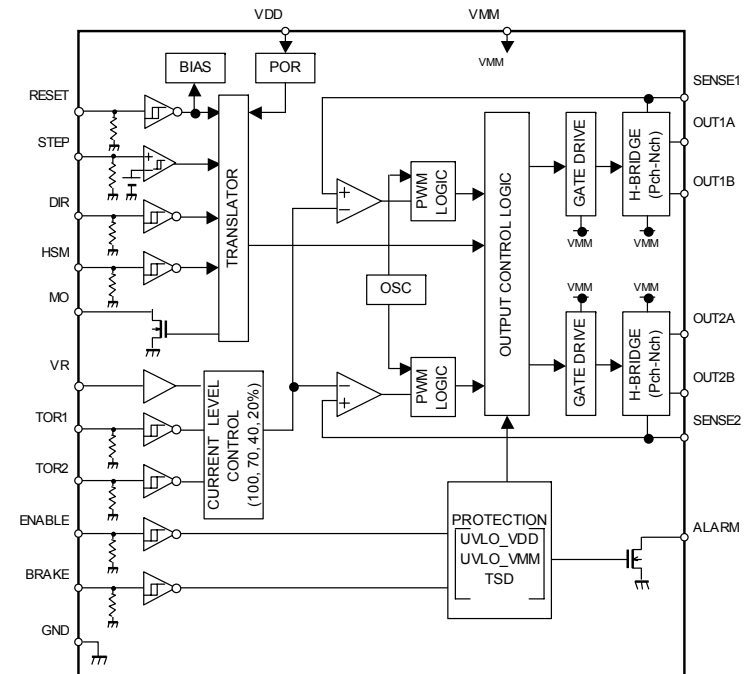 VDD
VMM
VMM
BIAS
POR
RESET
STEP
DIR
HSM
MO
VR
TOR1
TOR2
ENABLE
BRAKE
GND
TRANSLATOR
CURRENT LEVEL
CONTROL
(100, 70, 40, 20%)
+
−
PWM
LOGIC
OSC
−
+
PWM
LOGIC
+
-
OUTPUT CONTROL LOGIC
GATE DRIVE
H-BRIDGE
(Pch-Nch)
VMM
VMM
VMM
VMM
GATE DRIVE
H-BRIDGE
(Pch-Nch)
PROTECTION
UVLO_VDD
UVLO_VMM
TSD
SENSE1
OUT1A
OUT1B
OUT2A
OUT2B
SENSE2
ALARM